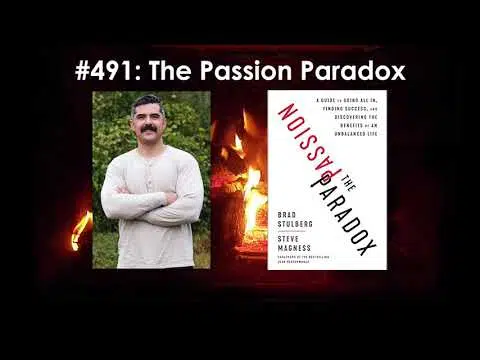 #491: The Passion Paradox
A GUIDE TO GOING ALL IN,
FINDING SUCCESS, AND
DISCOVERING THE
BENEFITS OF AN
UNBALANCED LIFE
PASSION
THE
PARADOX
BRAD
STULBERG
STEVE
MAGNESS
COAUTHORS OF THE BESTSELLING
PEAK PERFORMANCE